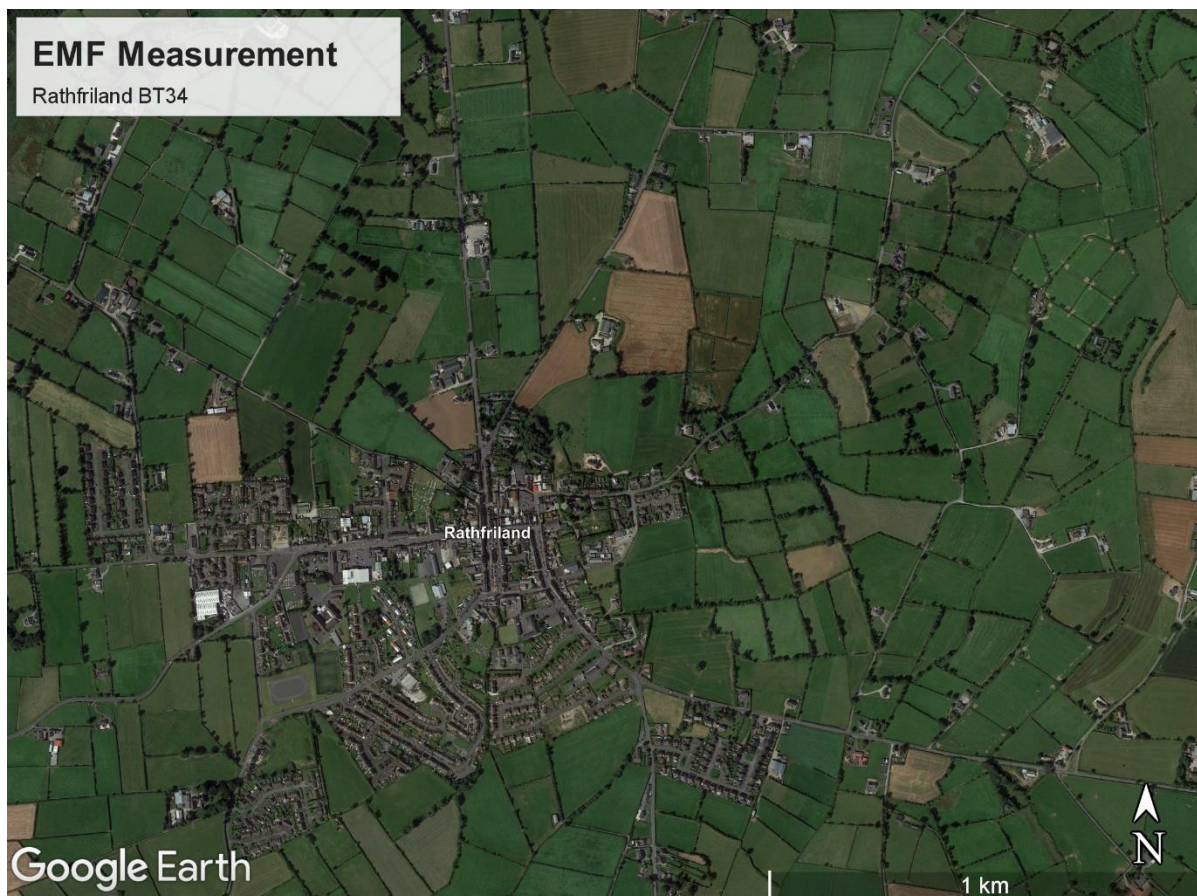 EMF Measurement
Rathfriland BT34
Rathfriland
N
Google Earth
1 km